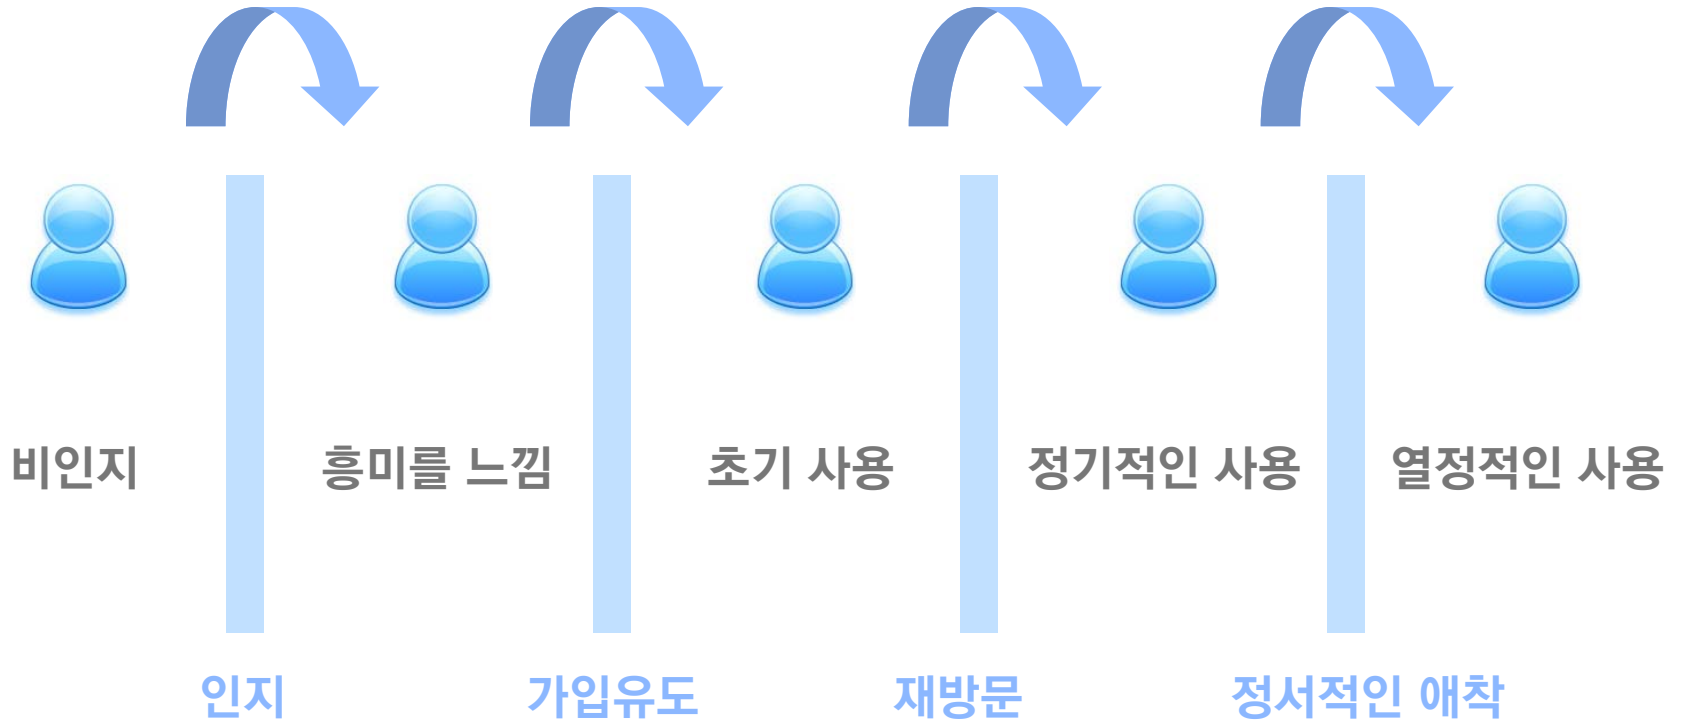 비인지
흥미를 느낌
초기 사용
정기적인 사용
열정적인 사용
인지
가입유도
재방문
정서적인 애착